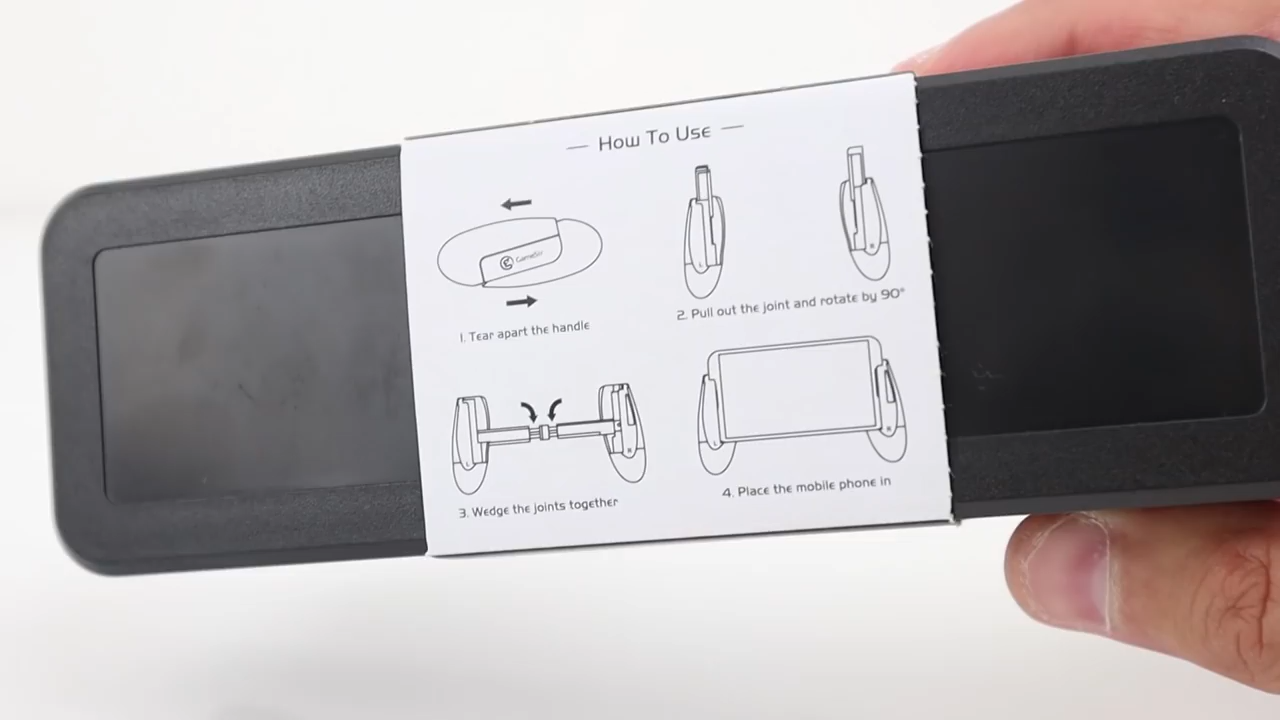 How To Use
GameSir
1. Tear apart the handle
2. Pull out the joint and rotate by 90°
3. Wedge the joints together
4. Place the mobile phone in